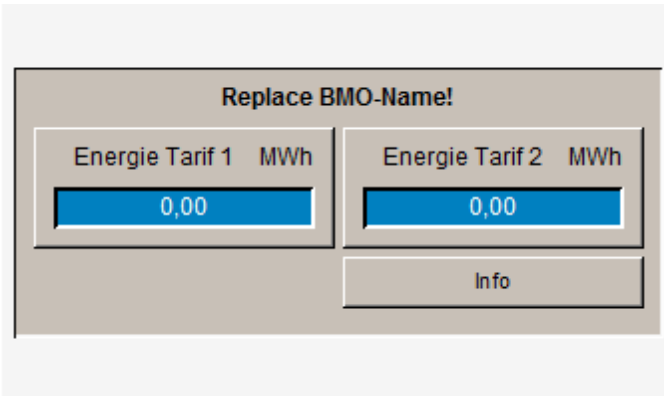 Replace BMO-Name!
Energie Tarif 1 MWh
Energie Tarif 2 MWh
0,00
0,00
Info